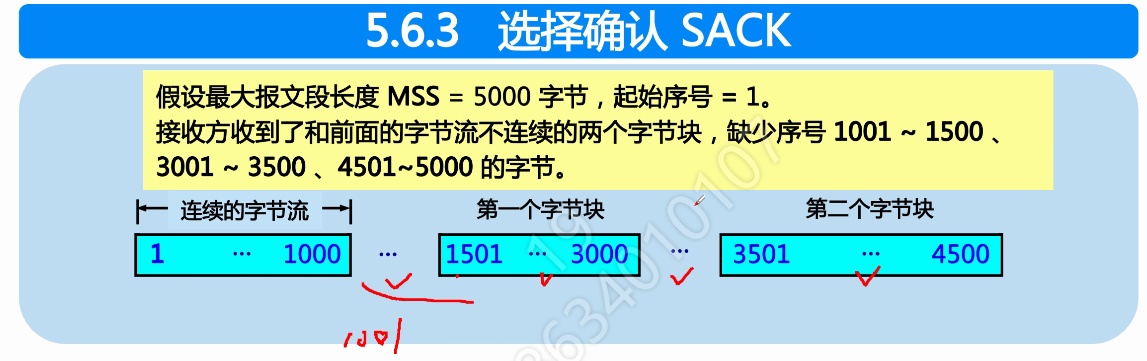 5.6.3 选择确认 SACK
假设最大报文段长度 MSS = 5000 字节，起始序号 = 1。
接收方收到了和前面的字节流不连续的两个字节块，缺少序号 1001 ~ 1500 、
3001 ~ 3500 、4501~5000 的字节。
连续的字节流 第一个字节块 第二个字节块
1 … 1000 … 1501 … 3000 … 3501 … 4500
1001